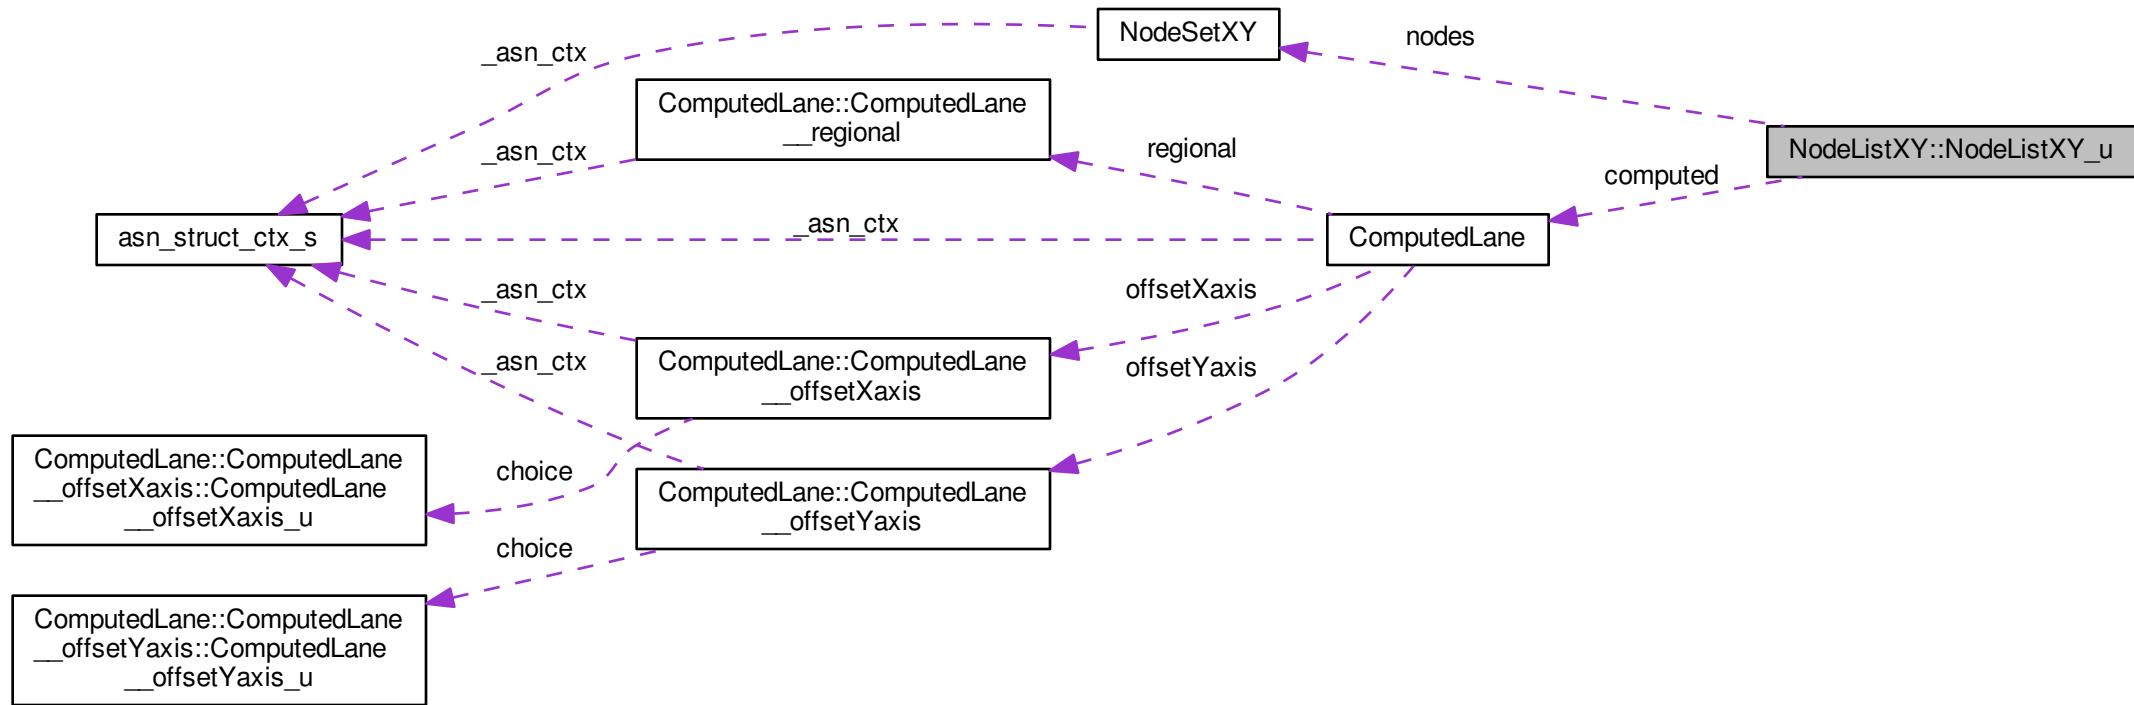 NodeSetXY
nodes
_asn_ctx
ComputedLane::ComputedLane
__regional
_asn_ctx
regional
NodeListXY::NodeListXY_u
computed
asn_struct_ctx_s
_asn_ctx
ComputedLane
_asn_ctx
offsetXaxis
ComputedLane::ComputedLane
__offsetXaxis
_asn_ctx
offsetYaxis
ComputedLane::ComputedLane
__offsetXaxis::ComputedLane
__offsetXaxis_u
choice
ComputedLane::ComputedLane
__offsetYaxis
choice
ComputedLane::ComputedLane
__offsetYaxis::ComputedLane
__offsetYaxis_u